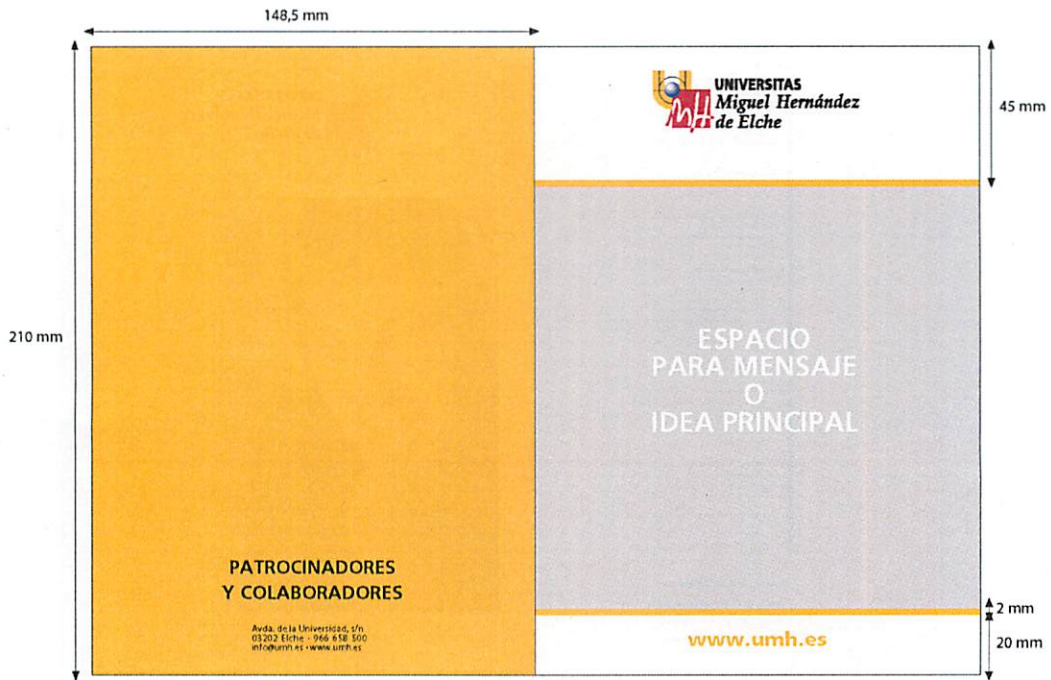 148,5 mm
UNIVERSITAS
Miguel Hernández
de Elche
45 mm
210 mm
ESPACIO
PARA MENSAJE
O
IDEA PRINCIPAL
PATROCINADORES
Y COLABORADORES
Avda. de la Universidad, s/n
03202 Elche - 966 658 500
info@umh.es - www.umh.es
2 mm
www.umh.es
20 mm